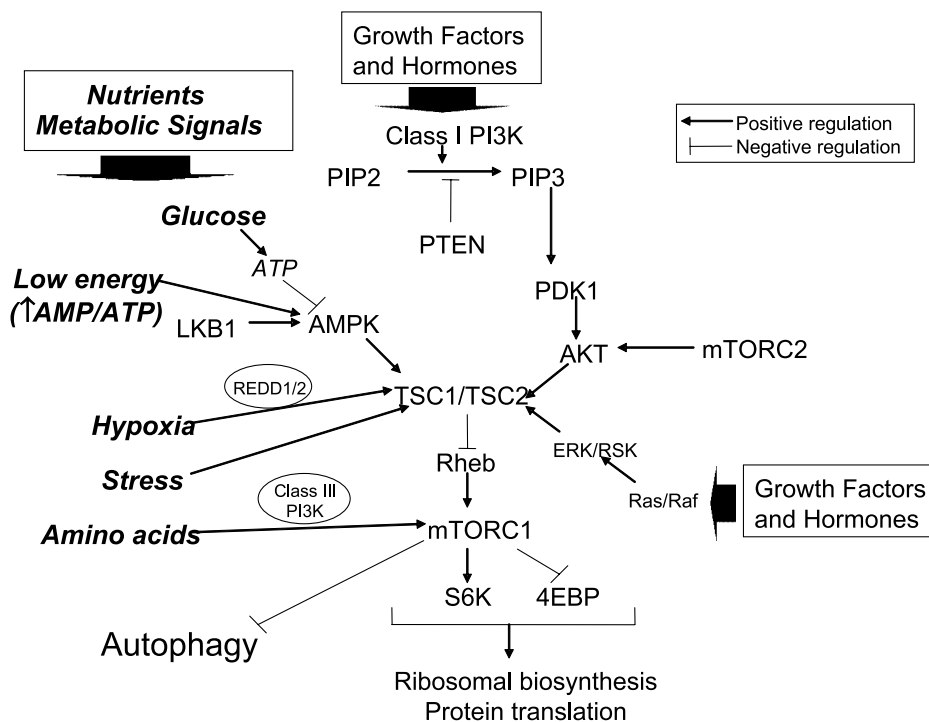 Growth Factors
and Hormones
Nutrients
Metabolic Signals
Positive regulation
Negative regulation
Class I PI3K
PIP2
PIP3
PTEN
Glucose
ATP
Low energy
(↑AMP/ATP)
LKB1
AMPK
PDK1
AKT
mTORC2
REDD1/2
TSC1/TSC2
Hypoxia
ERK/RSK
Stress
Rheb
Ras/Raf
Growth Factors
and Hormones
Class III
PI3K
Amino acids
mTORC1
S6K
4EBP
Autophagy
Ribosomal biosynthesis
Protein translation